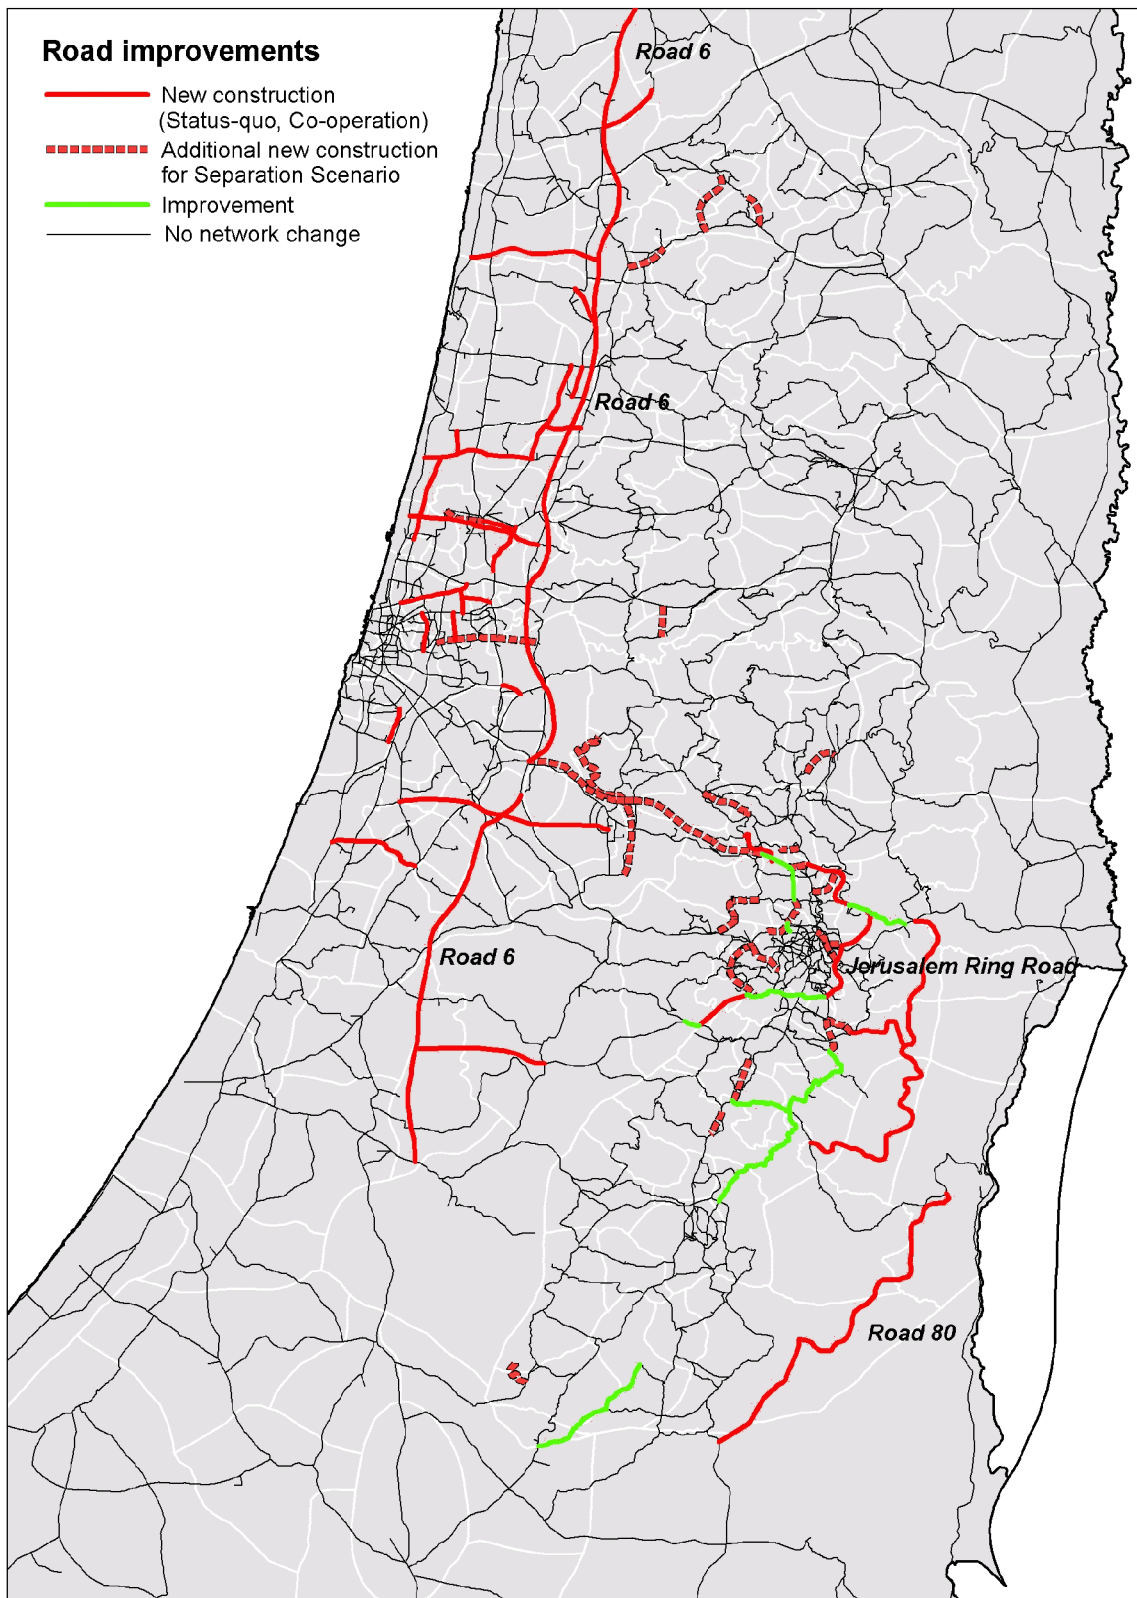 Road improvements
New construction
(Status-quo, Co-operation)
Additional new construction
for Separation Scenario
Improvement
No network change
Road 6
Road 6
Road 6
Jerusalem Ring Road
Road 80